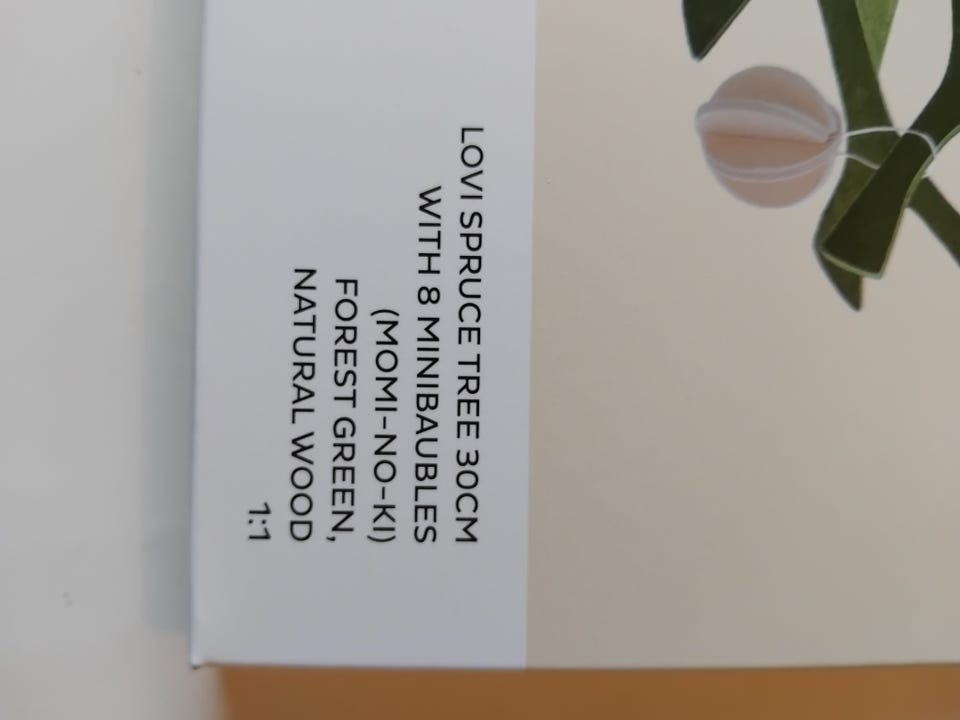 LOVI SPRUCE TREE 30CM
WITH 8 MINIBAUBLES
(MOMI-NO-KI)
FOREST GREEN,
NATURAL WOOD
1:1